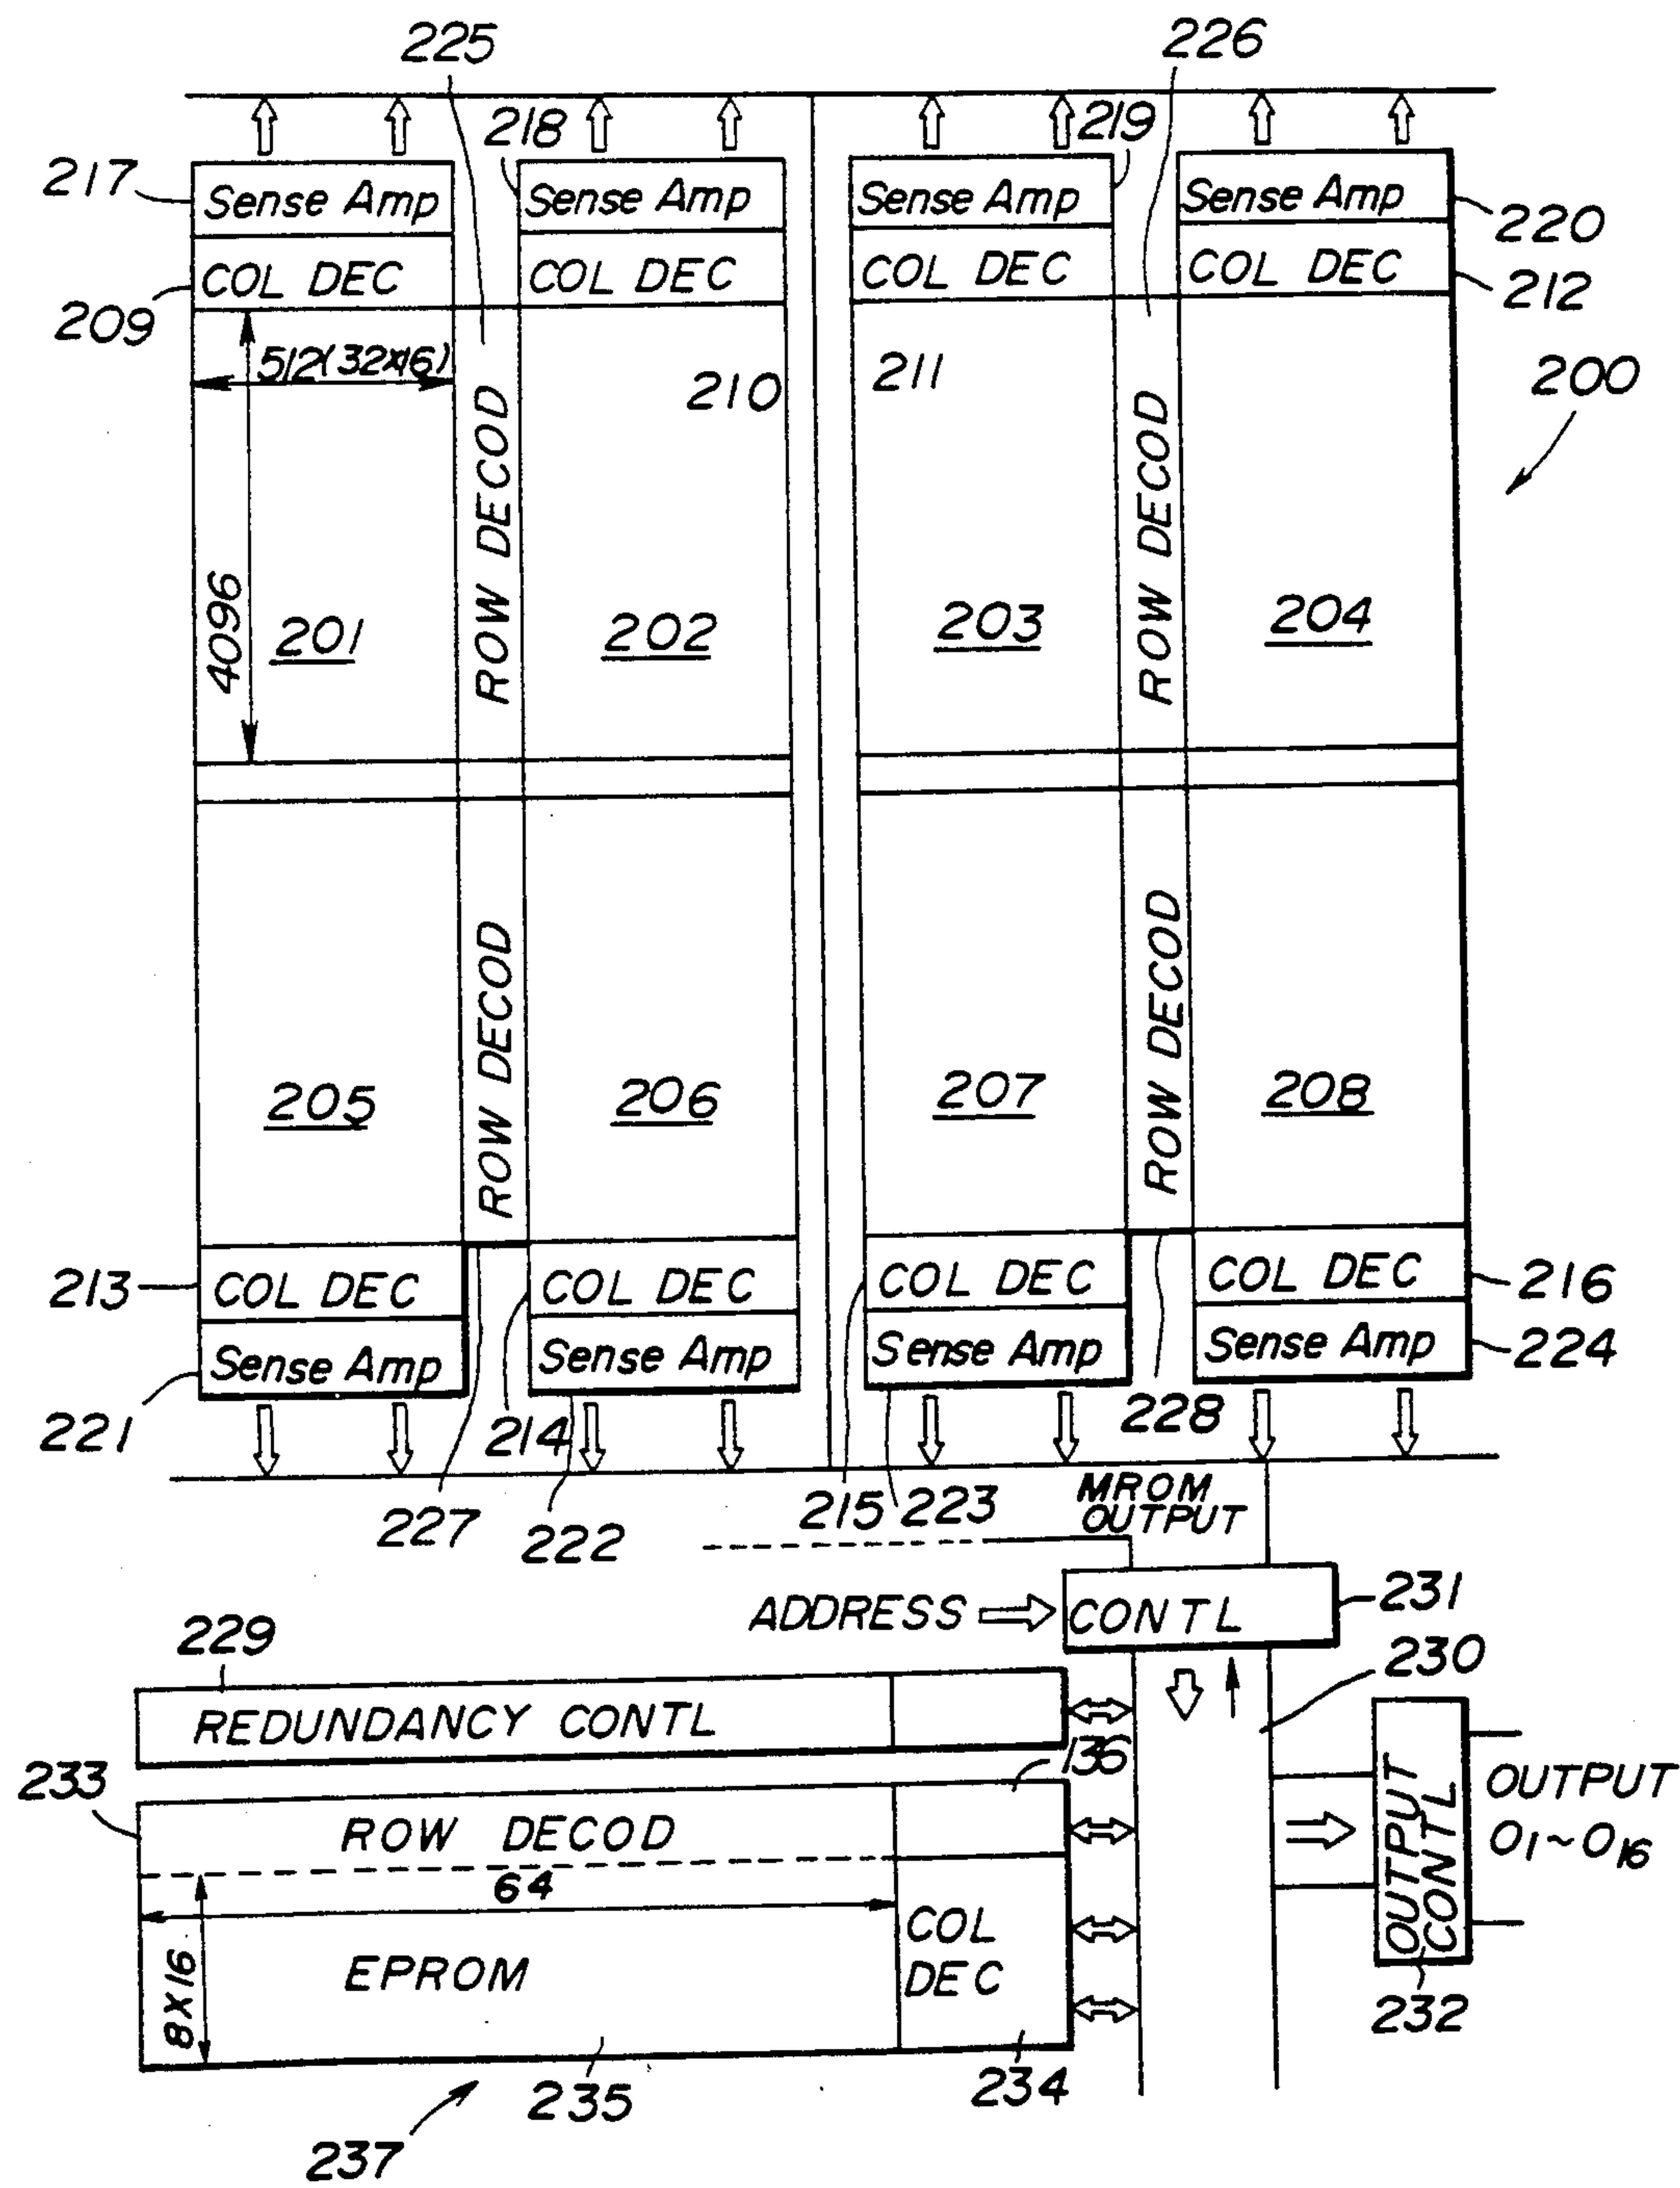 225
226
218
219
217
Sense Amp
Sense Amp
Sense Amp
Sense Amp
220
COL DEC
COL DEC
COL DEC
COL DEC
212
209
512(32×16)
210
211
200
ROW DECOD
ROW DECOD
4096
201
202
203
204
ROW DECOD
ROW DECOD
205
206
207
208
213
COL DEC
COL DEC
COL DEC
COL DEC
216
Sense Amp
Sense Amp
Sense Amp
Sense Amp
224
221
214
228
227
222
215
223
MROM
OUTPUT
ADDRESS
CONTL
231
229
230
REDUNDANCY CONTL
136
233
ROW DECOD
OUTPUT
CONTL
OUTPUT
O1~O16
64
COL
DEC
8×16
EPROM
232
235
234
237